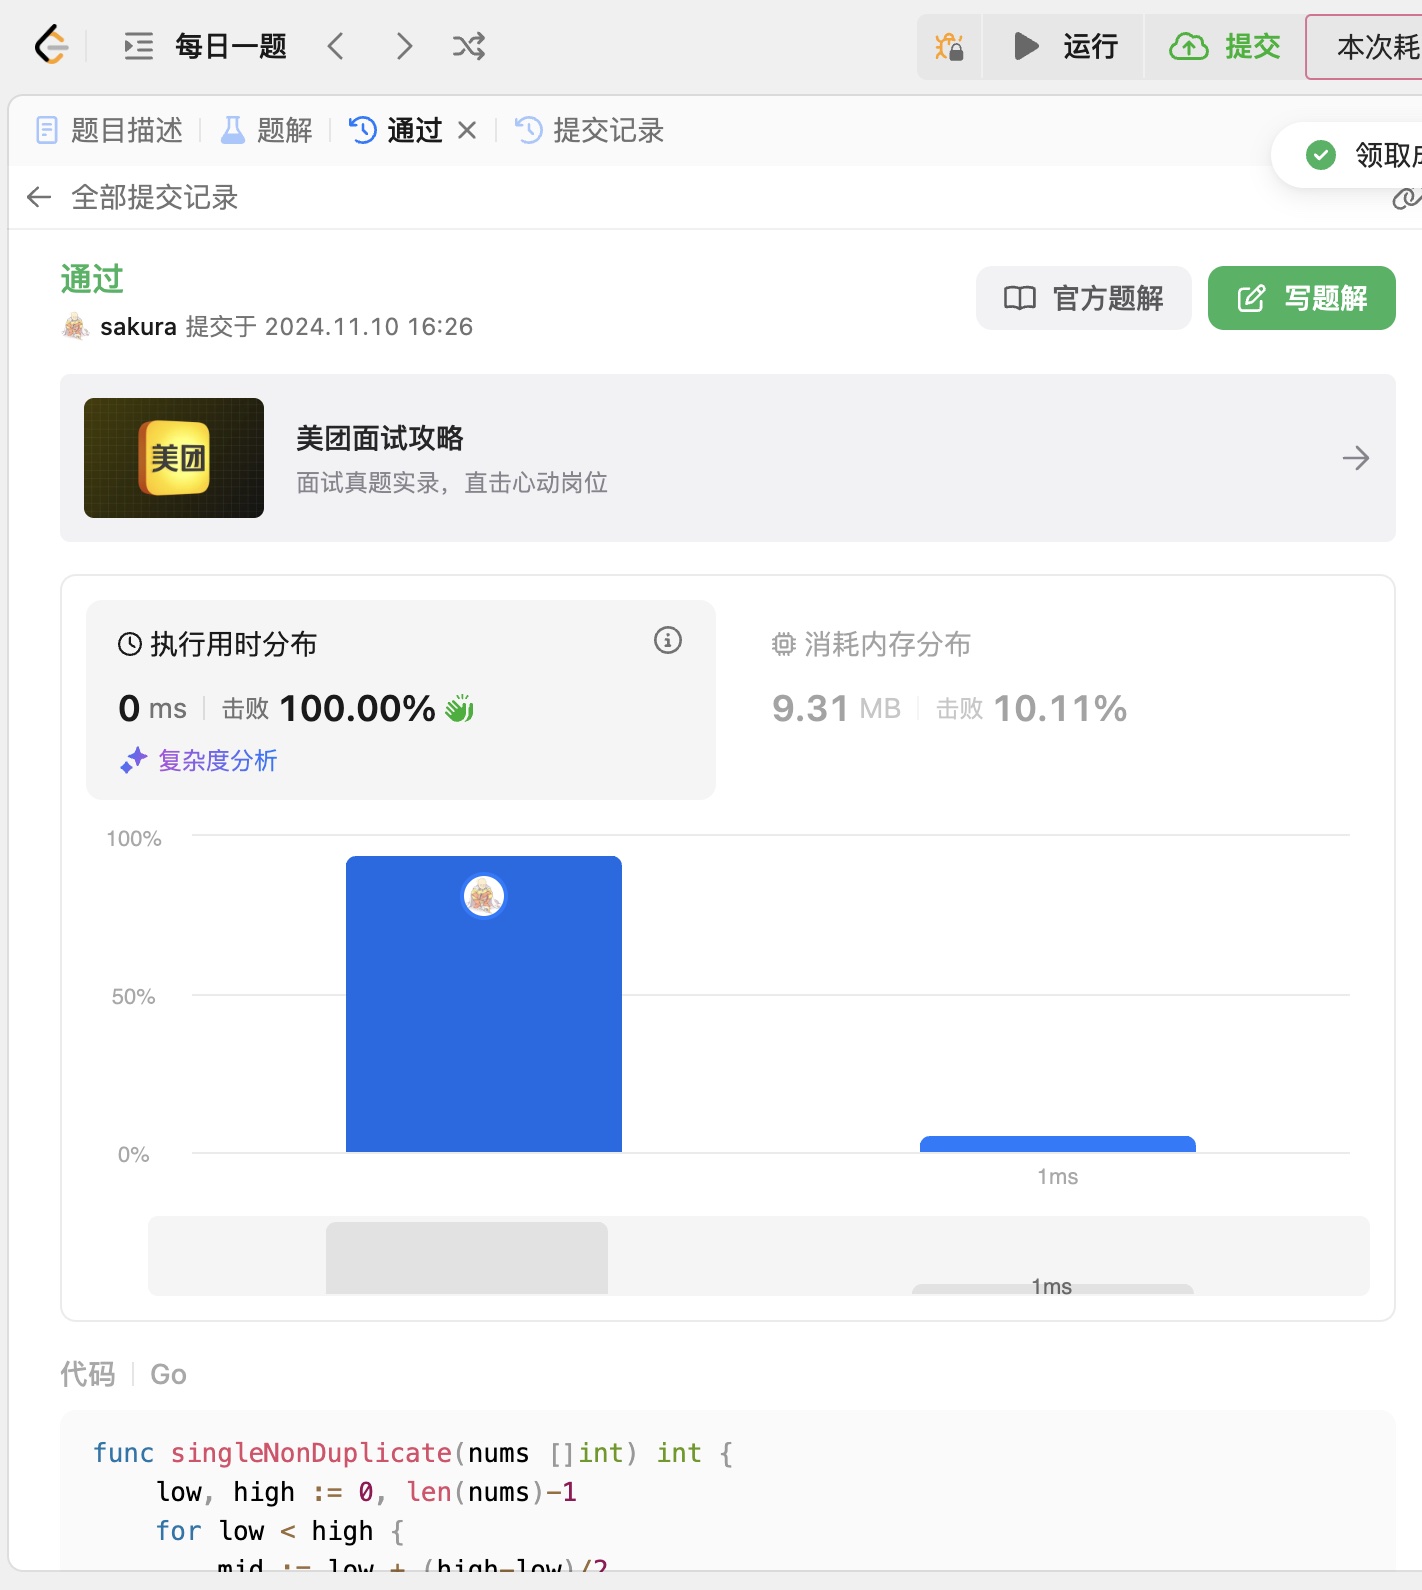 每日一题
运行
提交
本次耗
题目描述
题解
通过
提交记录
领取成
全部提交记录
通过
sakura 提交于 2024.11.10 16:26
官方题解
写题解
美团
美团面试攻略
面试真题实录，直击心动岗位
执行用时分布
0 ms
击败 100.00%
复杂度分析
消耗内存分布
9.31 MB
击败 10.11%
100%
50%
0%
1ms
1ms
代码
Go
func singleNonDuplicate(nums []int) int {
low, high := 0, len(nums)-1
for low < high {
mid := low + (high-low)/2